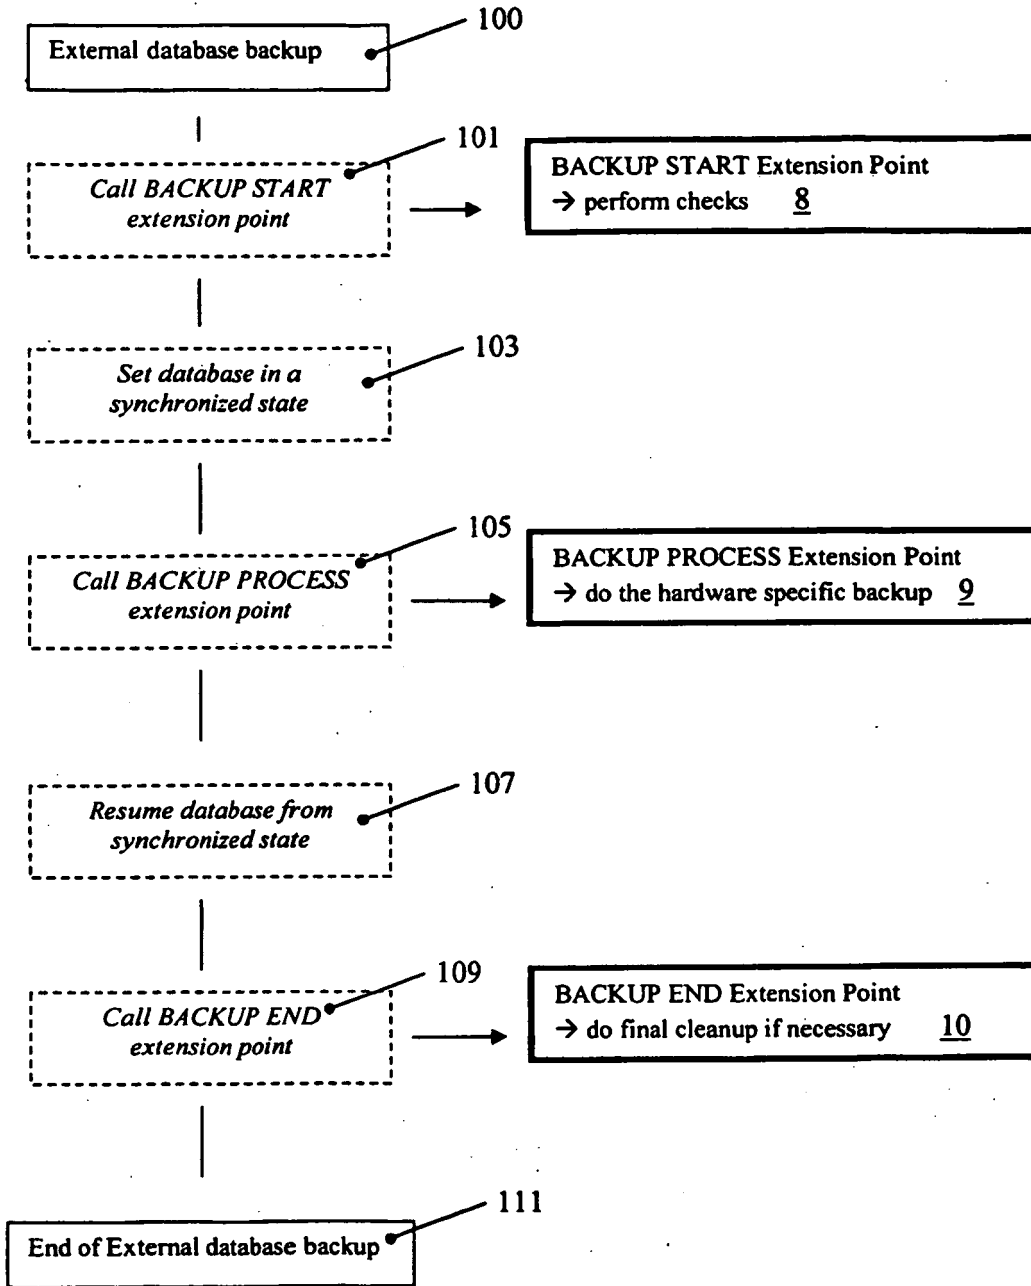 100
External database backup
101
Call BACKUP START
extension point
BACKUP START Extension Point
→ perform checks 8
103
Set database in a
synchronized state
105
Call BACKUP PROCESS
extension point
BACKUP PROCESS Extension Point
→ do the hardware specific backup 9
107
Resume database from
synchronized state
109
Call BACKUP END
extension point
BACKUP END Extension Point
→ do final cleanup if necessary 10
111
End of External database backup